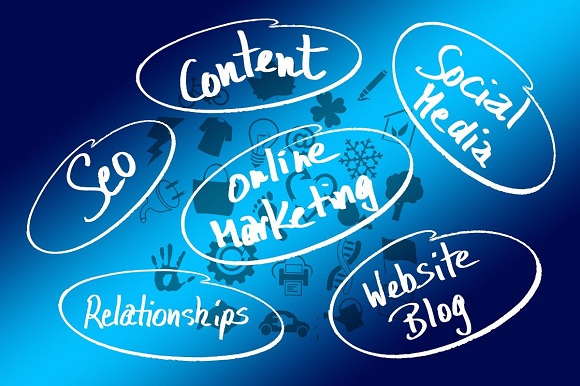 Content
Social
Media
Seo
Online
Marketing
Relationships
Website
Blog